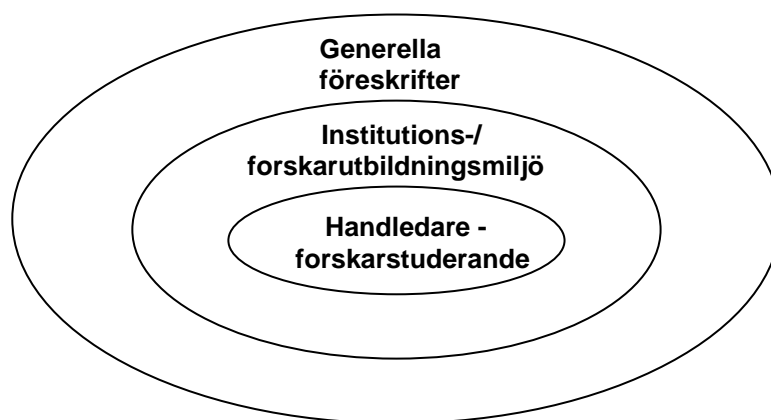 Generella
föreskrifter
Institutions-/
forskarutbildningsmiljö
Handledare -
forskarstuderande